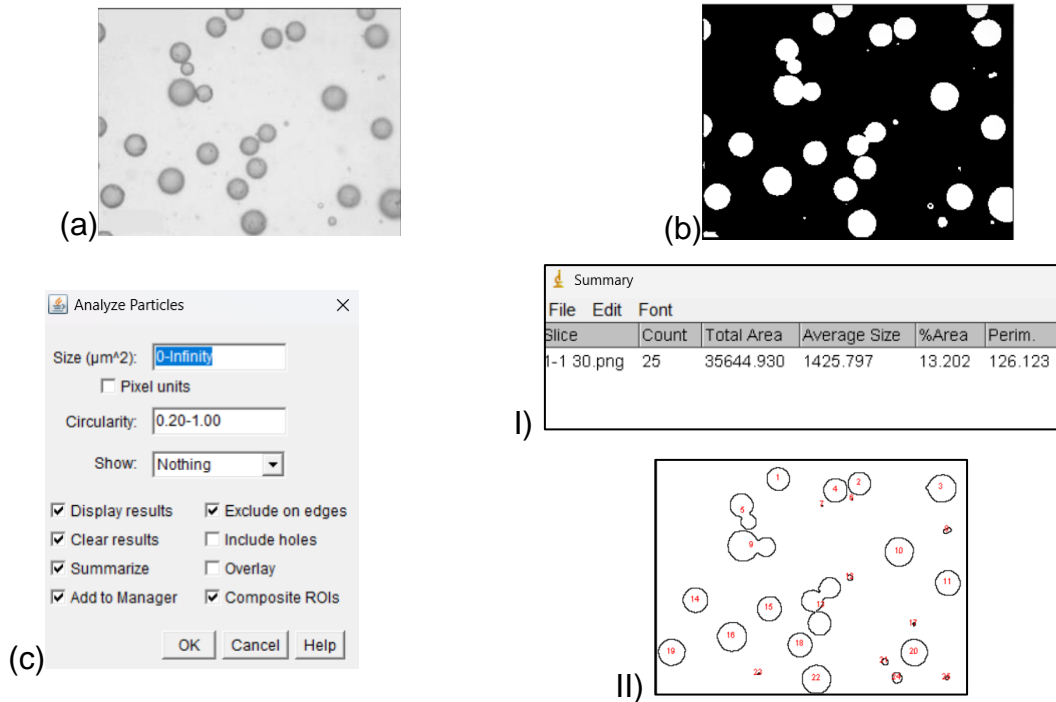 (a)
(b)
Analyze Particles
Size (µm^2): 0-Infinity
Pixel units
Circularity: 0.20-1.00
Show: Nothing
Display results
Exclude on edges
Clear results
Include holes
Summarize
Overlay
Add to Manager
Composite ROIs
OK Cancel Help
(c)
Summary
File Edit Font
Slice Count Total Area Average Size %Area Perim.
1-1 30.png 25 35644.930 1425.797 13.202 126.123
I)
1
2
3
4
5
7
9
10
11
14
15
16
17
18
19
20
22
II)